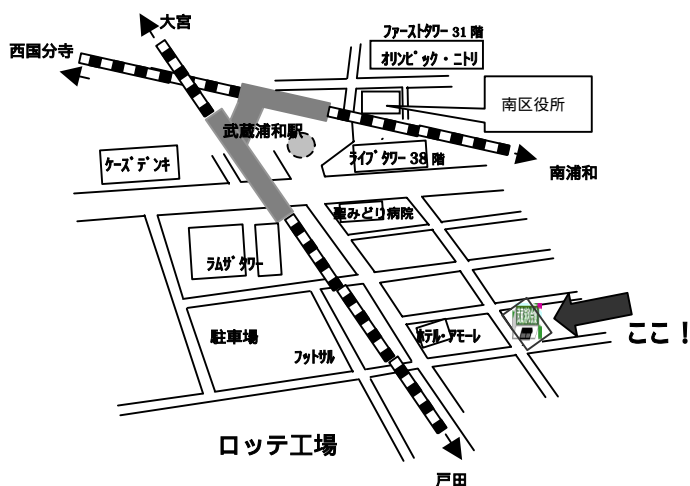 大宮
ファーストタワー 31 階
西国分寺
オリンピック・ニトリ
南区役所
武蔵浦和駅
ケーズデンキ
ライブタワー 38 階
南浦和
聖みどり病院
ラムザタワー
駐車場
ホテル・アモーレ
ここ！
フットサル
ロッテ工場
戸田